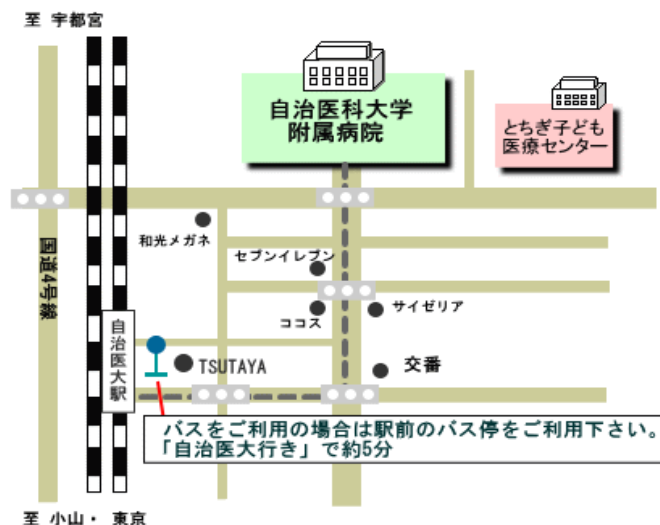 至 宇都宮
自治医科大学
附属病院
とちぎ子ども
医療センター
和光メガネ
セブンイレブン
国道4号線
ココス
サイゼリア
自治医大駅
TSUTAYA
交番
バスをご利用の場合は駅前のバス停をご利用下さい。
「自治医大行き」で約5分
至 小山・ 東京